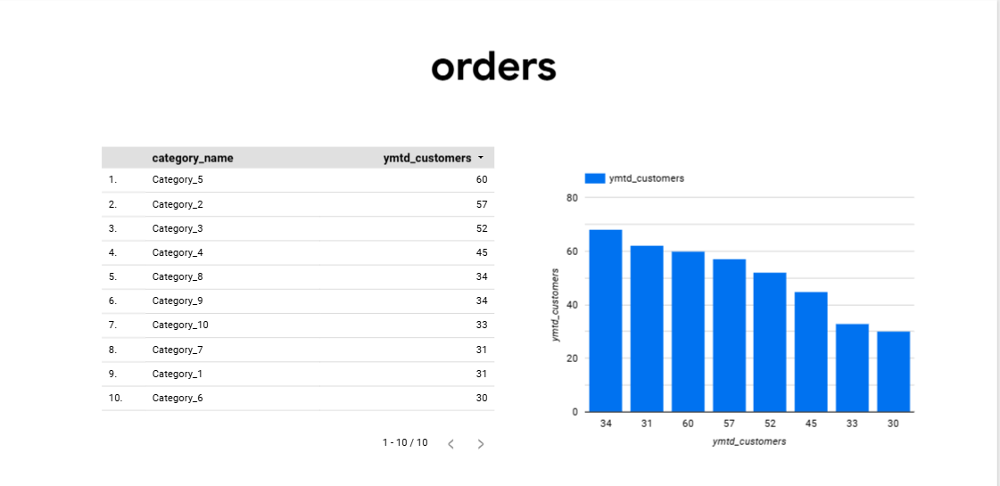 orders
category_name ymtd_customers
1. Category_5 60
2. Category_2 57
3. Category_3 52
4. Category_4 45
5. Category_8 34
6. Category_9 34
7. Category_10 33
8. Category_7 31
9. Category_1 31
10. Category_6 30
1 - 10 / 10
ymtd_customers
80
60
40
20
0
ymtd_customers
34 31 60 57 52 45 33 30
ymtd_customers